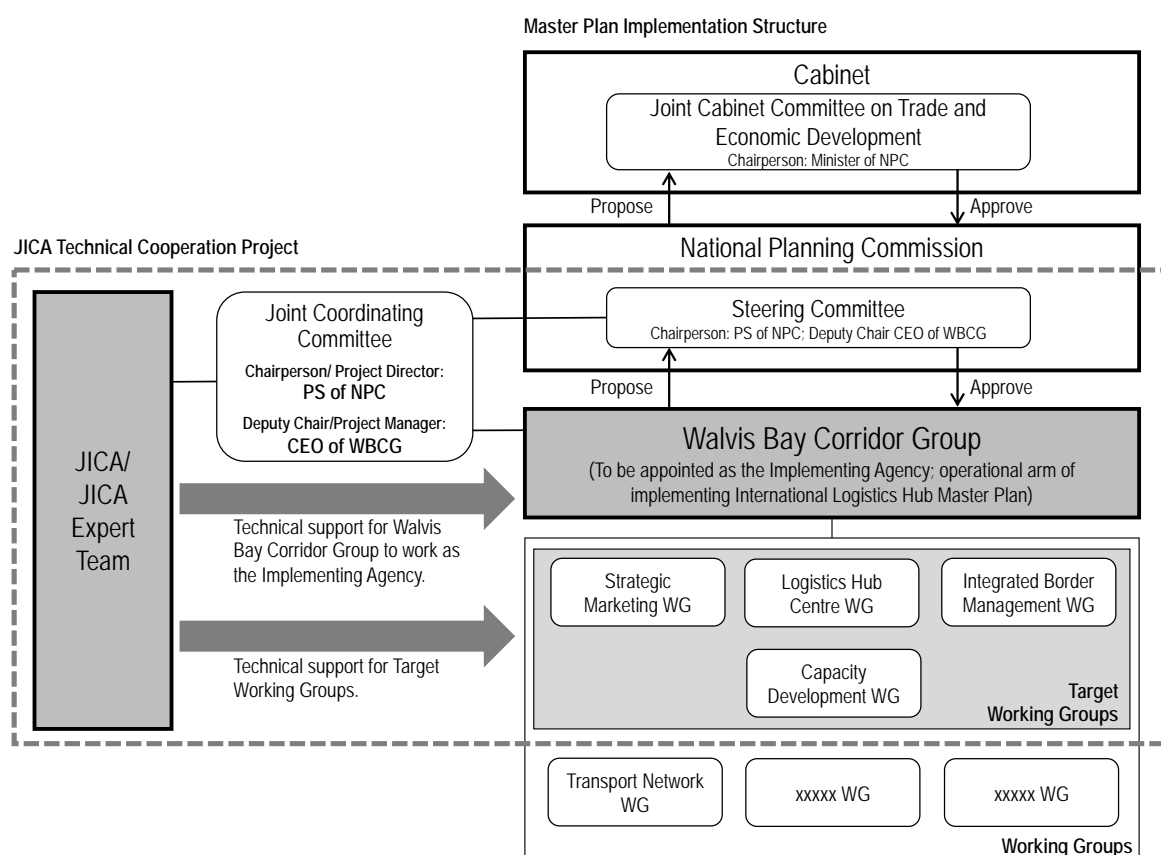 Master Plan Implementation Structure
Cabinet
Joint Cabinet Committee on Trade and
Economic Development
Chairperson: Minister of NPC
Propose
Approve
JICA Technical Cooperation Project
National Planning Commission
Steering Committee
Chairperson: PS of NPC; Deputy Chair CEO of WBCG
Joint Coordinating
Committee
Chairperson/ Project Director:
PS of NPC
Deputy Chair/Project Manager:
CEO of WBCG
Propose
Approve
JICA/
JICA
Expert
Team
Walvis Bay Corridor Group
(To be appointed as the Implementing Agency; operational arm of
implementing International Logistics Hub Master Plan)
Technical support for Walvis
Bay Corridor Group to work as
the Implementing Agency.
Technical support for Target
Working Groups.
Strategic
Marketing WG
Logistics Hub
Centre WG
Integrated Border
Management WG
Capacity
Development WG
Target
Working Groups
Transport Network
WG
xxxxx WG
xxxxx WG
Working Groups